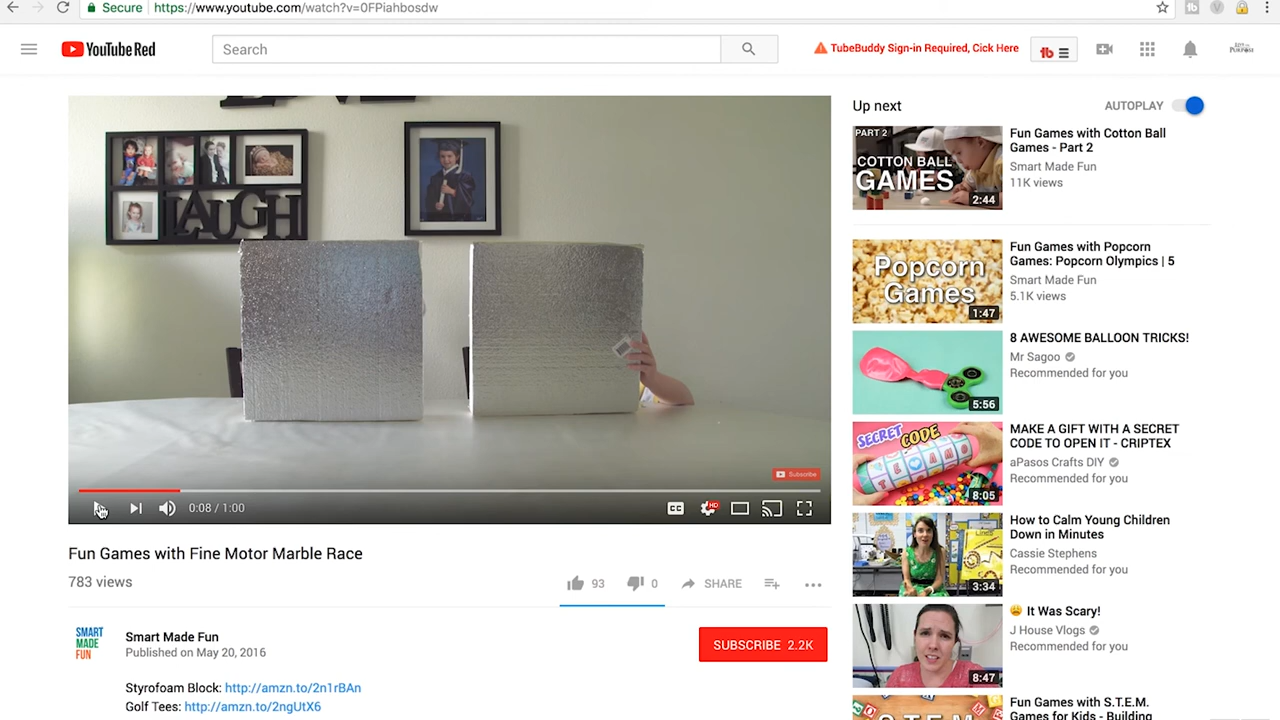 Secure
https://www.youtube.com/watch?v=0FPiahbosdw
YouTube Red
Search
TubeBuddy Sign-in Required, Cick Here
tb
LAUGH
Subscribe
0:08 / 1:00
CC
HD
Fun Games with Fine Motor Marble Race
783 views
93
0
SHARE
SMART
MADE
FUN
Smart Made Fun
Published on May 20, 2016
SUBSCRIBE 2.2K
Styrofoam Block: http://amzn.to/2n1rBAn
Golf Tees: http://amzn.to/2ngUtX6
Up next
AUTOPLAY
PART 2
COTTON BALL
GAMES
2:44
Fun Games with Cotton Ball
Games - Part 2
Smart Made Fun
11K views
Popcorn
Games
1:47
Fun Games with Popcorn
Games: Popcorn Olympics | 5
Smart Made Fun
5.1K views
5:56
8 AWESOME BALLOON TRICKS!
Mr Sagoo
Recommended for you
SECRET
CODE
8:05
MAKE A GIFT WITH A SECRET
CODE TO OPEN IT - CRIPTEX
aPasos Crafts DIY
Recommended for you
3:34
How to Calm Young Children
Down in Minutes
Cassie Stephens
Recommended for you
8:47
It Was Scary!
J House Vlogs
Recommended for you
S.T.E.M
Fun Games with S.T.E.M.
Games for Kids - Building